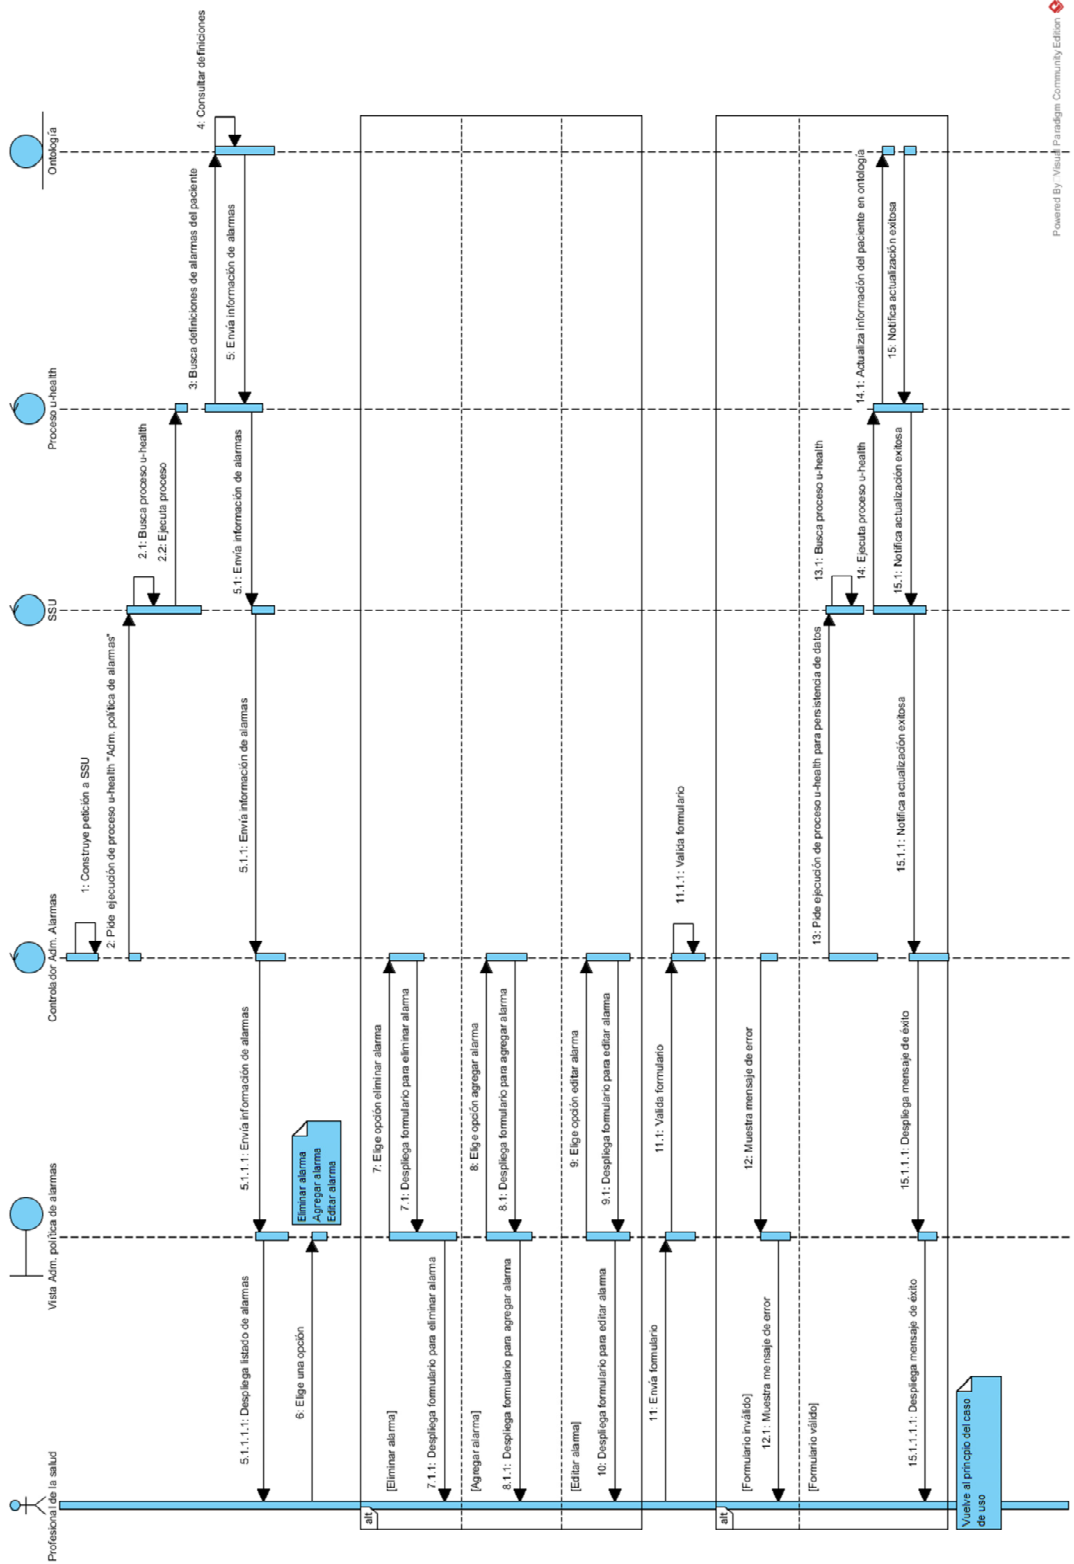 Profesional de la salud
Vista Adm. política de alarmas
Controlador Adm. Alarmas
SSU
Proceso u-health
Ontología
1: Construye petición a SSU
2: Pide ejecución de proceso u-health "Adm. política de alarmas"
2.1: Busca proceso u-health
2.2: Ejecuta proceso
3: Busca definiciones de alarmas del paciente
4: Consultar definiciones
5: Envía información de alarmas
5.1: Envía información de alarmas
5.1.1: Envía información de alarmas
5.1.1.1: Envía información de alarmas
5.1.1.1.1: Despliega listado de alarmas
6: Elige una opción
Eliminar alarma
Agregar alarma
Editar alarma
alt
[Eliminar alarma]
7: Elige opción eliminar alarma
7.1: Despliega formulario para eliminar alarma
7.1.1: Despliega formulario para eliminar alarma
[Agregar alarma]
8: Elige opción agregar alarma
8.1: Despliega formulario para agregar alarma
8.1.1: Despliega formulario para agregar alarma
[Editar alarma]
9: Elige opción editar alarma
9.1: Despliega formulario para editar alarma
10: Despliega formulario para editar alarma
11: Envía formulario
11.1: Valida formulario
11.1.1: Valida formulario
alt
[Formulario inválido]
12: Muestra mensaje de error
12.1: Muestra mensaje de error
[Formulario válido]
13: Pide ejecución de proceso u-health para persistencia de datos
13.1: Busca proceso u-health
14: Ejecuta proceso u-health
14.1: Actualiza información del paciente en ontología
15: Notifica actualización exitosa
15.1: Notifica actualización exitosa
15.1.1: Notifica actualización exitosa
15.1.1.1: Despliega mensaje de éxito
15.1.1.1.1: Despliega mensaje de éxito
Vuelve al principio del caso
de uso
Powered By: Visual Paradigm Community Edition